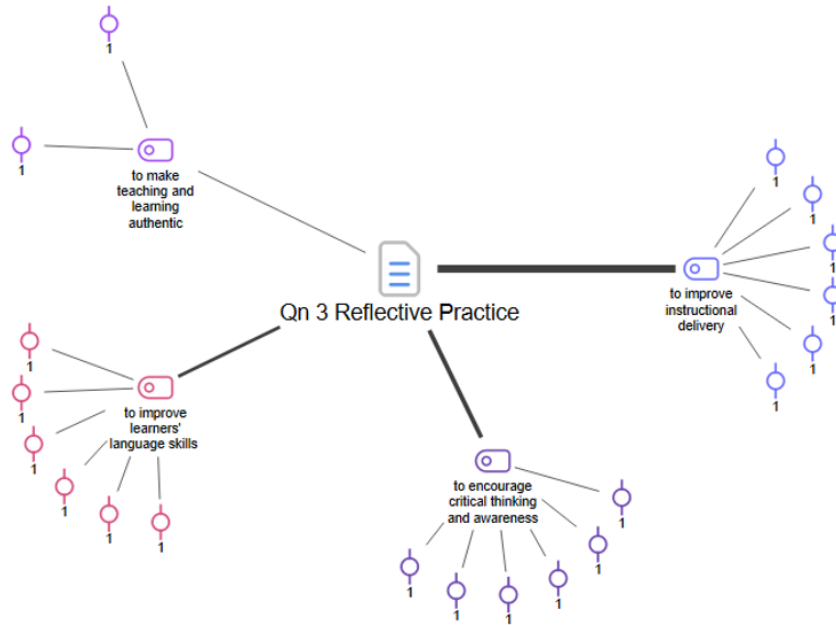 1
1
to make
teaching and
learning
authentic
1
1
1
1
1
1
to improve
instructional
delivery
Qn 3 Reflective Practice
1
1
1
1
1
1
to improve
learners'
language skills
to encourage
critical thinking
and awareness
1
1
1
1
1
1